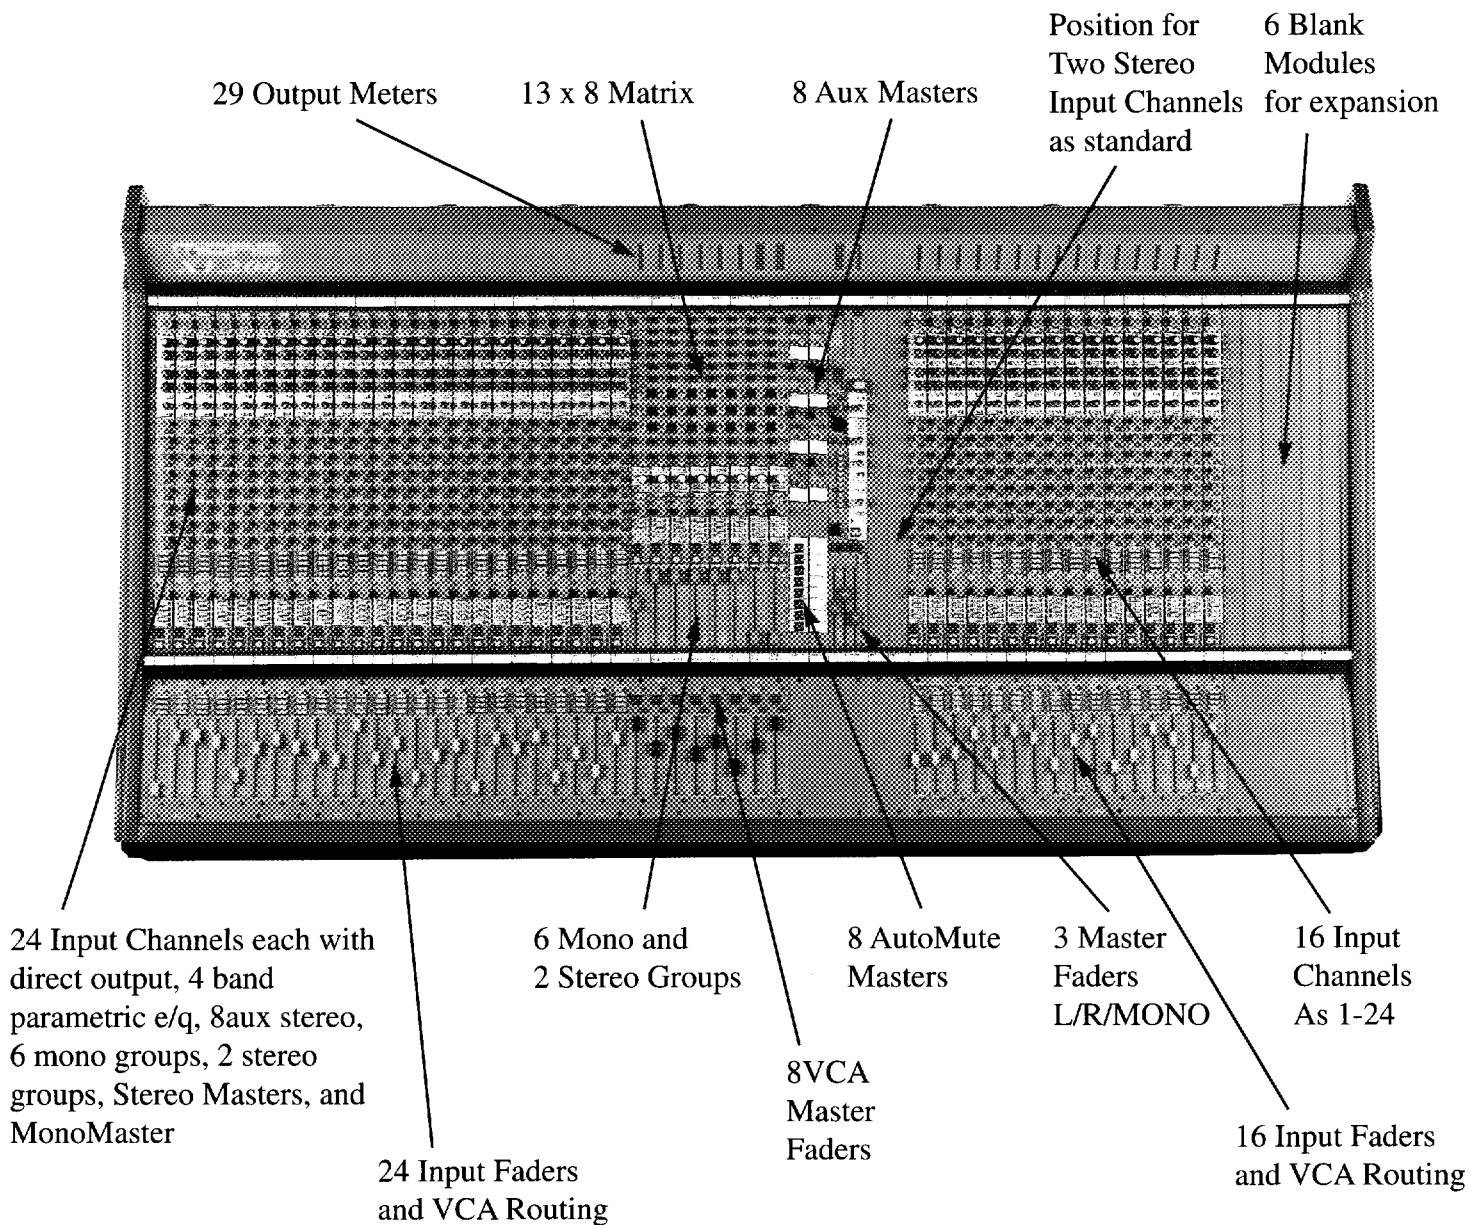 29 Output Meters
13 x 8 Matrix
8 Aux Masters
Position for
Two Stereo
Input Channels
as standard
6 Blank
Modules
for expansion
24 Input Channels each with
direct output, 4 band
parametric e/q, 8aux stereo,
6 mono groups, 2 stereo
groups, Stereo Masters, and
MonoMaster
24 Input Faders
and VCA Routing
6 Mono and
2 Stereo Groups
8VCA
Master
Faders
8 AutoMute
Masters
3 Master
Faders
L/R/MONO
16 Input
Channels
As 1-24
16 Input Faders
and VCA Routing